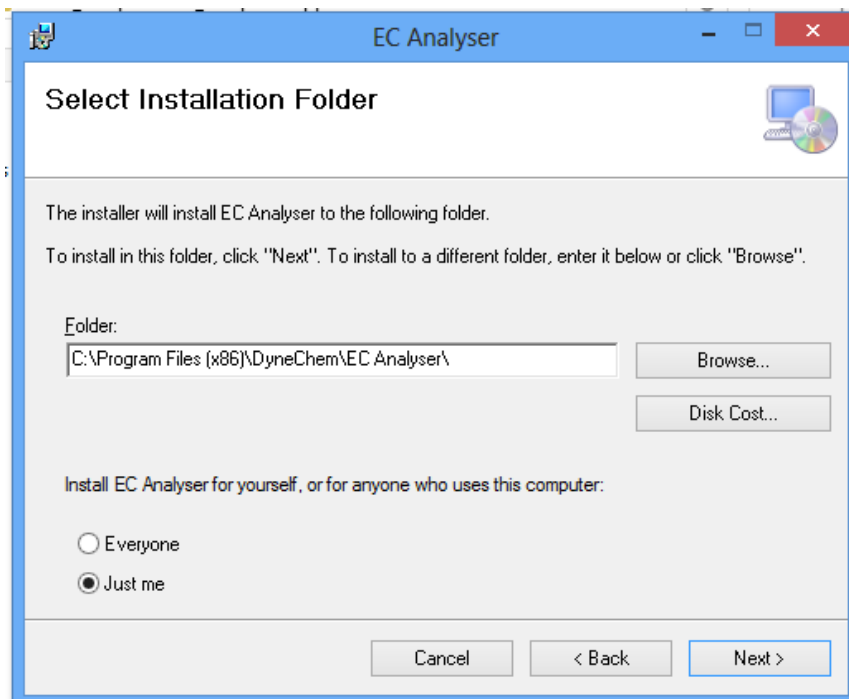 EC Analyser
Select Installation Folder
The installer will install EC Analyser to the following folder.
To install in this folder, click "Next". To install to a different folder, enter it below or click "Browse".
Folder:
C:\Program Files (x86)\DyneChem\EC Analyser\
Browse...
Disk Cost...
Install EC Analyser for yourself, or for anyone who uses this computer:
Everyone
Just me
Cancel
< Back
Next >